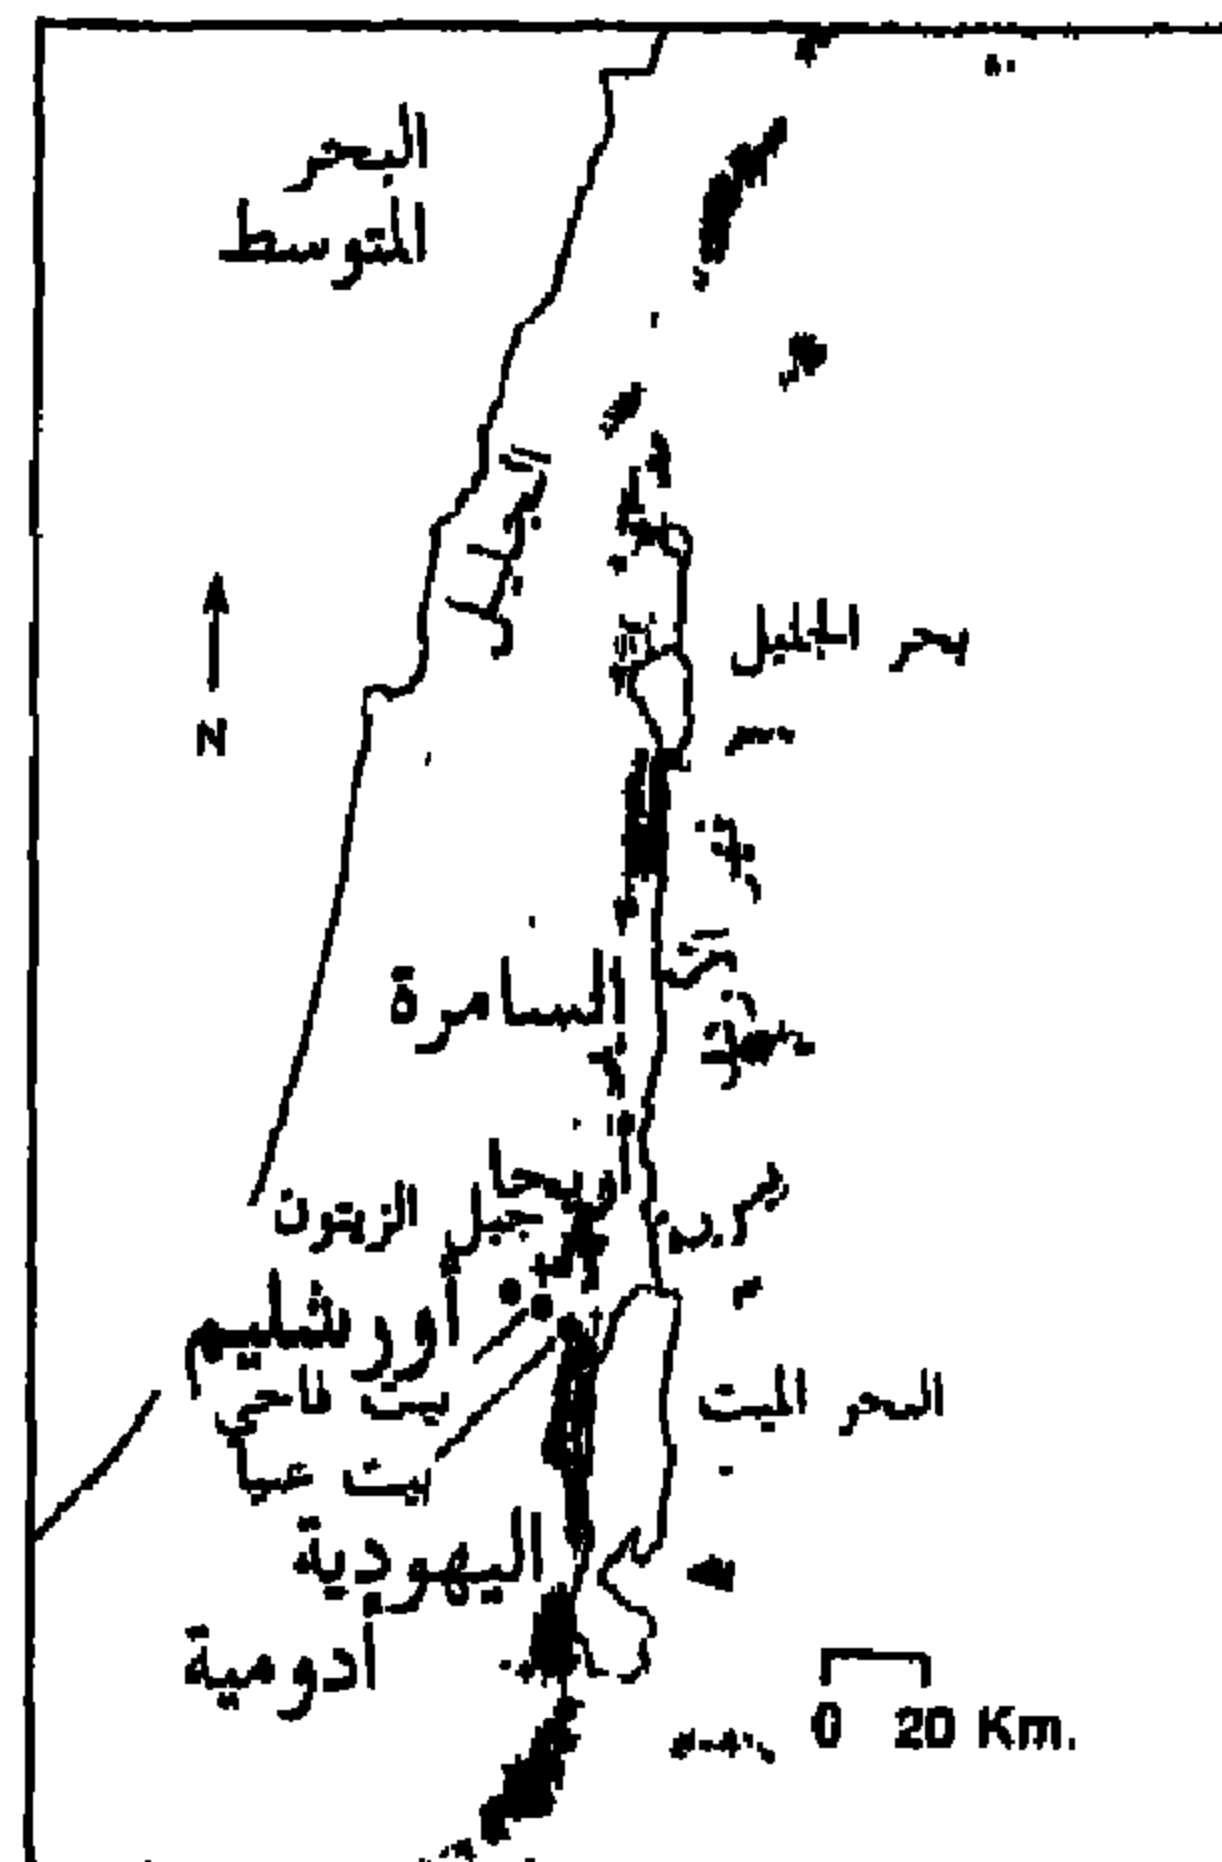 البحر
المتوسط
الجليل
بحر الجليل
N
السامرة
اريحا
جبل الزيتون
أورشليم
بيت فاجي
بيت عنيا
البحر الميت
اليهودية
أدومية
0 20 Km.